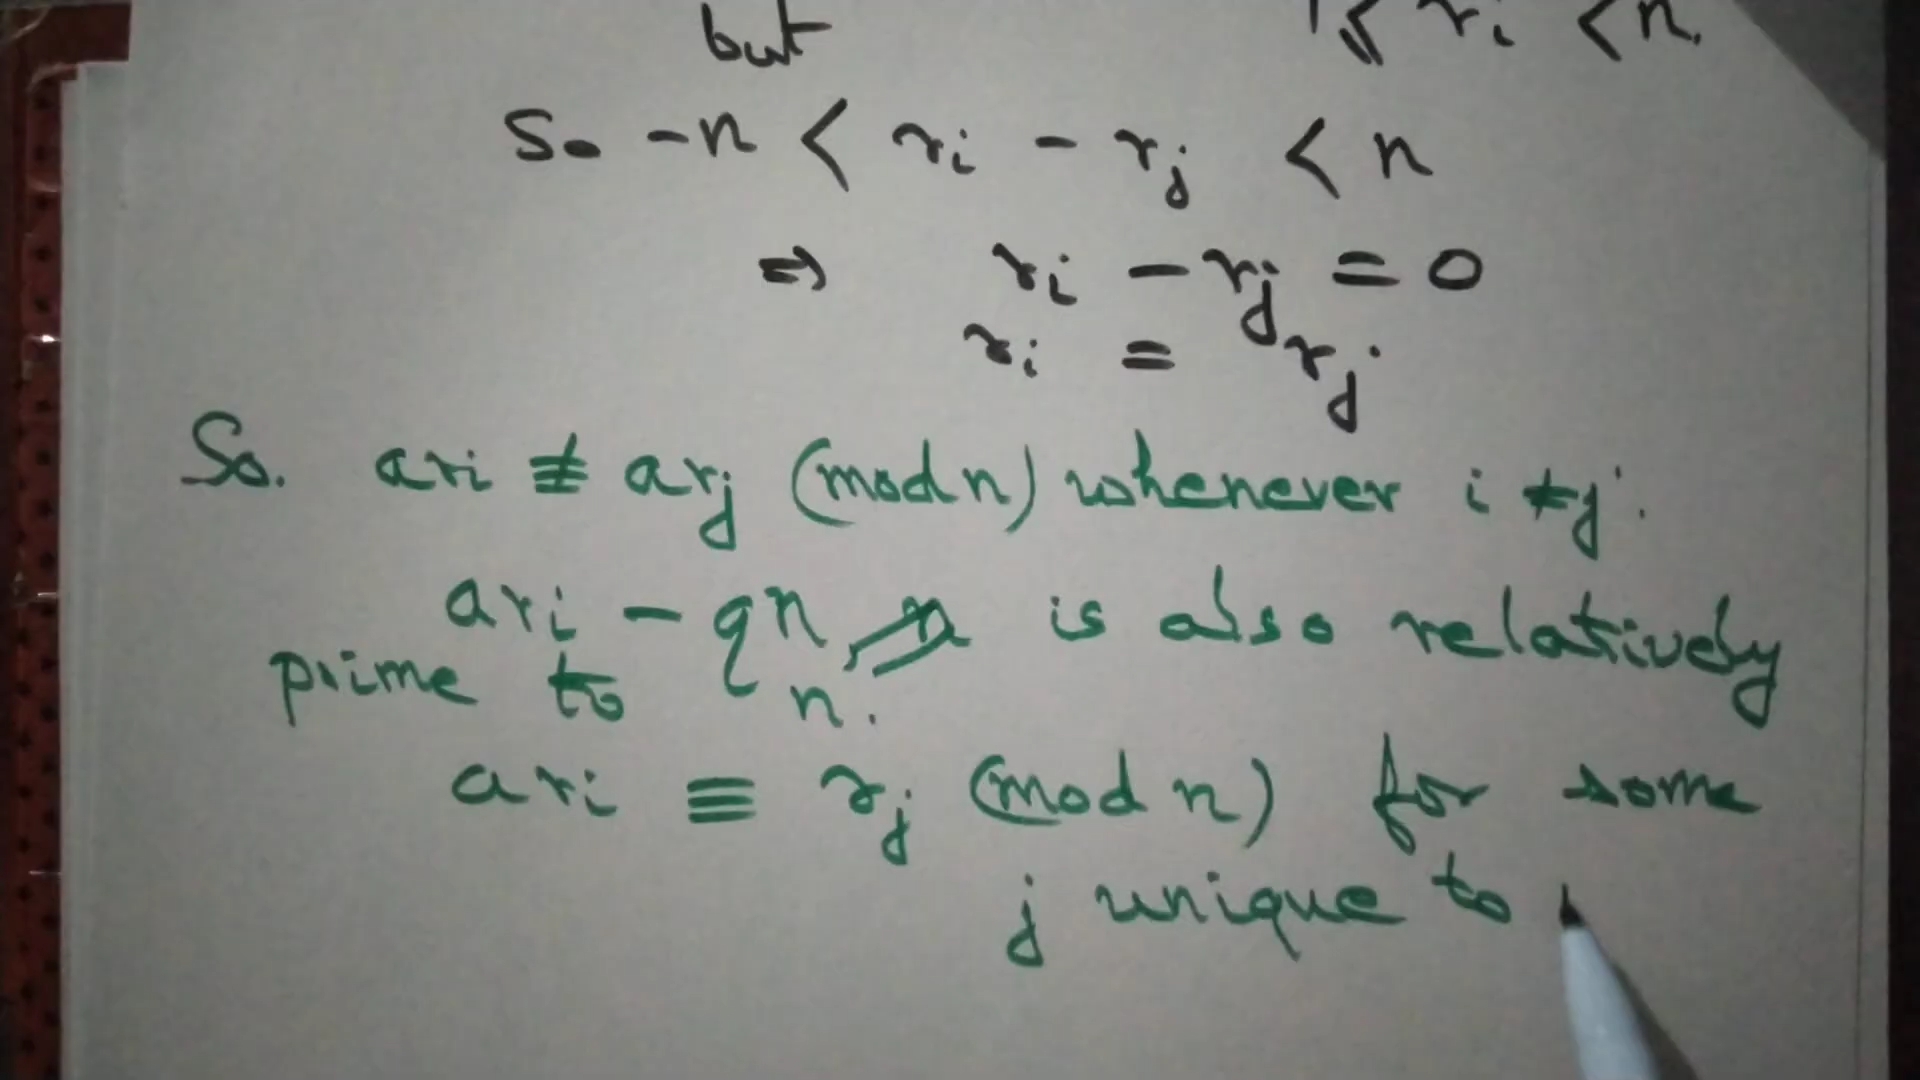 but 1 ≤ ri < n.
So -n < ri - rj < n
⇒ ri - rj = 0
ri = rj
So. ari ≢ arj (mod n) whenever i ≠ j.
ari - qn, is also relatively
prime to n.
ari ≡ rj (mod n) for some
j unique to